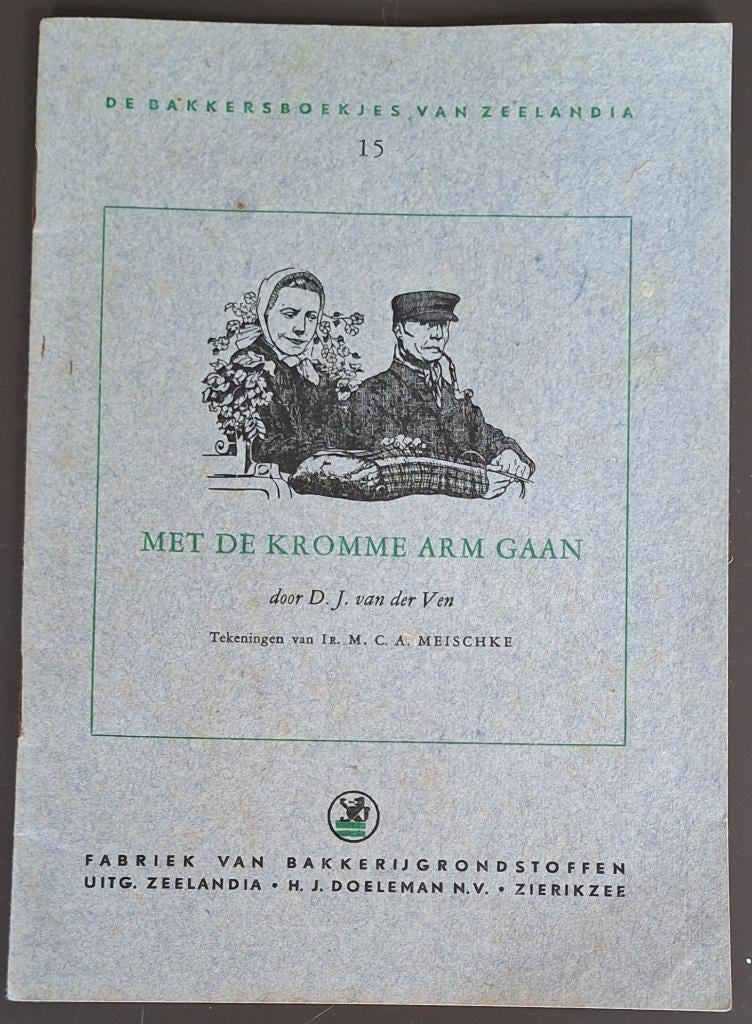 DE BAKKERSBOEKJES VAN ZEELANDIA
15
MET DE KROMME ARM GAAN
door D. J. van der Ven
Tekeningen van IR. M. C. A. MEISCHKE
FABRIEK VAN BAKKERIJGRONDSTOFFEN
UITG. ZEELANDIA • H. J. DOELEMAN N.V. • ZIERIKZEE